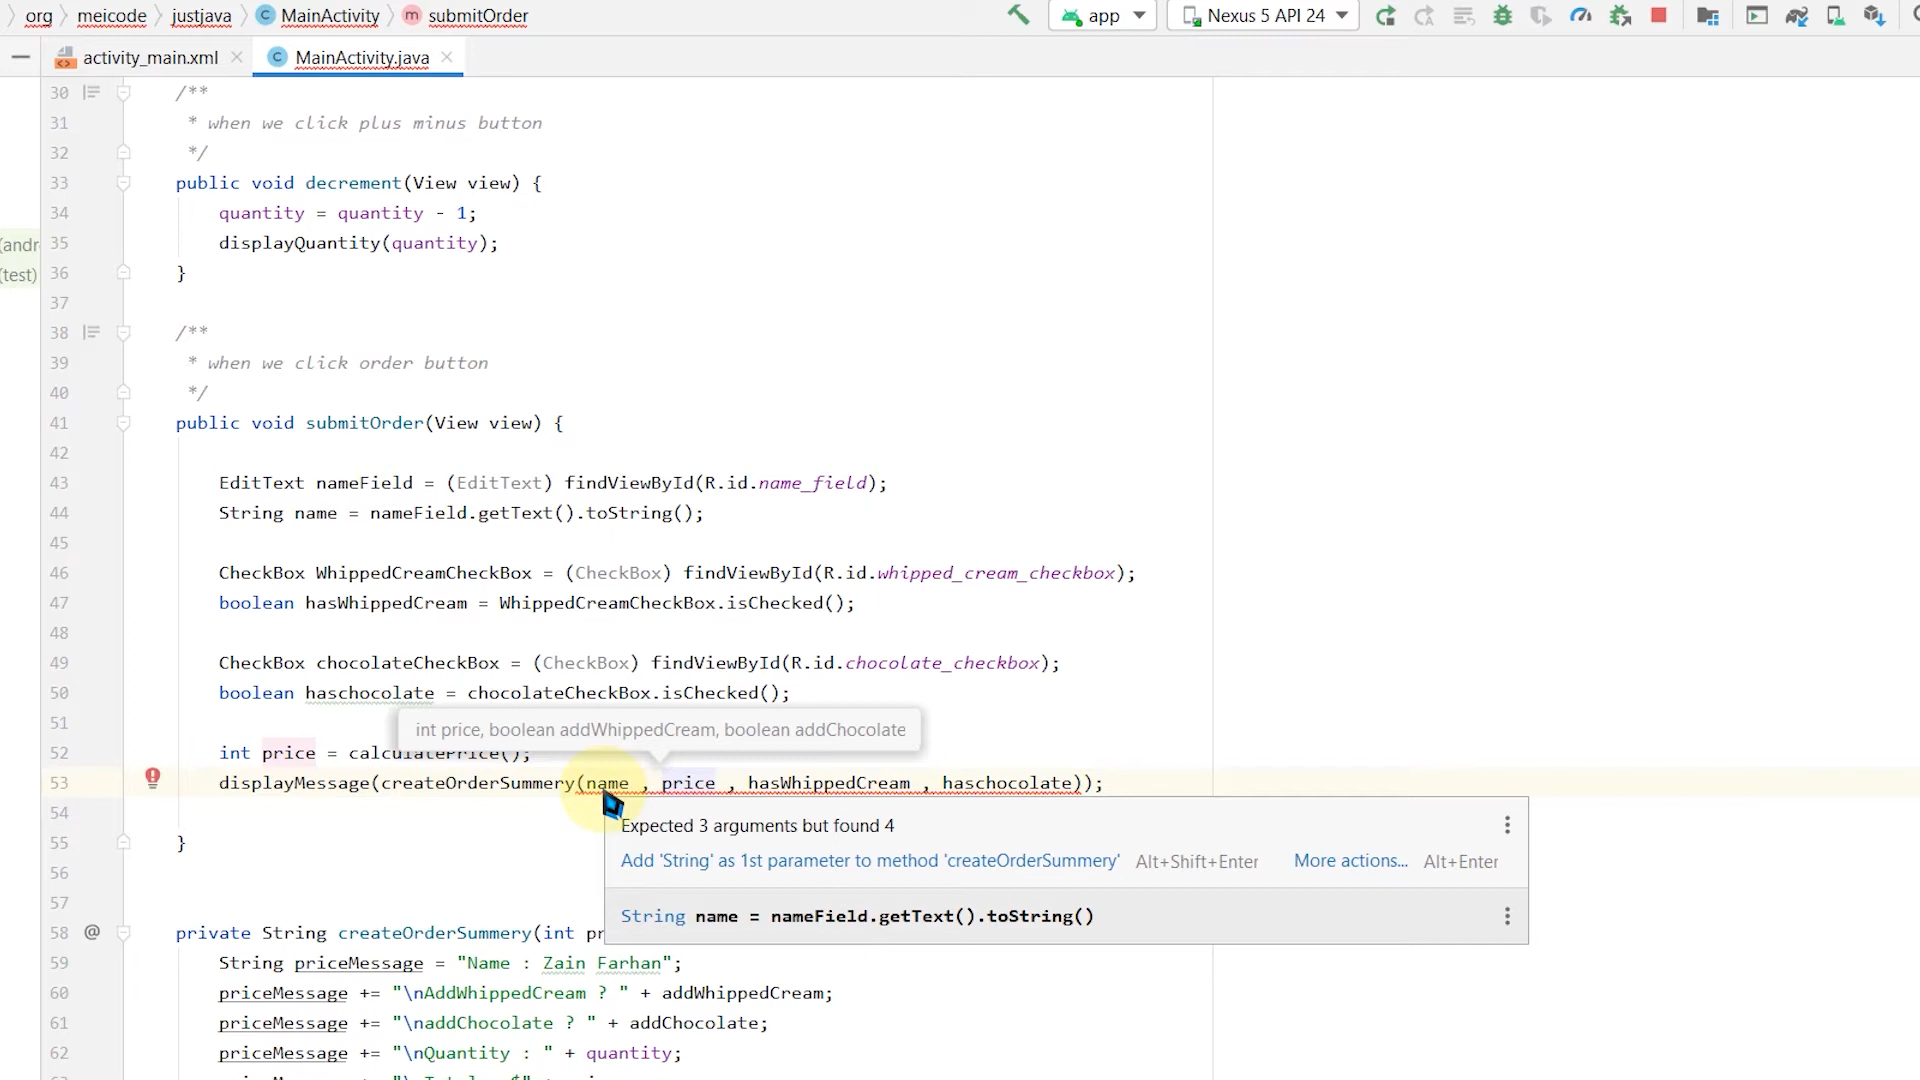 org meicode justjava MainActivity submitOrder app Nexus 5 API 24
activity_main.xml MainActivity.java
30 /**
31 * when we click plus minus button
32 */
33 public void decrement(View view) {
34 quantity = quantity - 1;
(andr 35 displayQuantity(quantity);
(test) 36 }
37
38 /**
39 * when we click order button
40 */
41 public void submitOrder(View view) {
42
43 EditText nameField = (EditText) findViewById(R.id.name_field);
44 String name = nameField.getText().toString();
45
46 CheckBox WhippedCreamCheckBox = (CheckBox) findViewById(R.id.whipped_cream_checkbox);
47 boolean hasWhippedCream = WhippedCreamCheckBox.isChecked();
48
49 CheckBox chocolateCheckBox = (CheckBox) findViewById(R.id.chocolate_checkbox);
50 boolean haschocolate = chocolateCheckBox.isChecked();
51
int price, boolean addWhippedCream, boolean addChocolate
52 int price = calculatePrice();
53 displayMessage(createOrderSummery(name , price , hasWhippedCream , haschocolate));
54
Expected 3 arguments but found 4
55 }
Add 'String' as 1st parameter to method 'createOrderSummery' Alt+Shift+Enter More actions... Alt+Enter
56
57
String name = nameField.getText().toString()
58 @ private String createOrderSummery(int pr
59 String priceMessage = "Name : Zain Farhan";
60 priceMessage += "\nAddWhippedCream ? " + addWhippedCream;
61 priceMessage += "\naddChocolate ? " + addChocolate;
62 priceMessage += "\nQuantity : " + quantity;